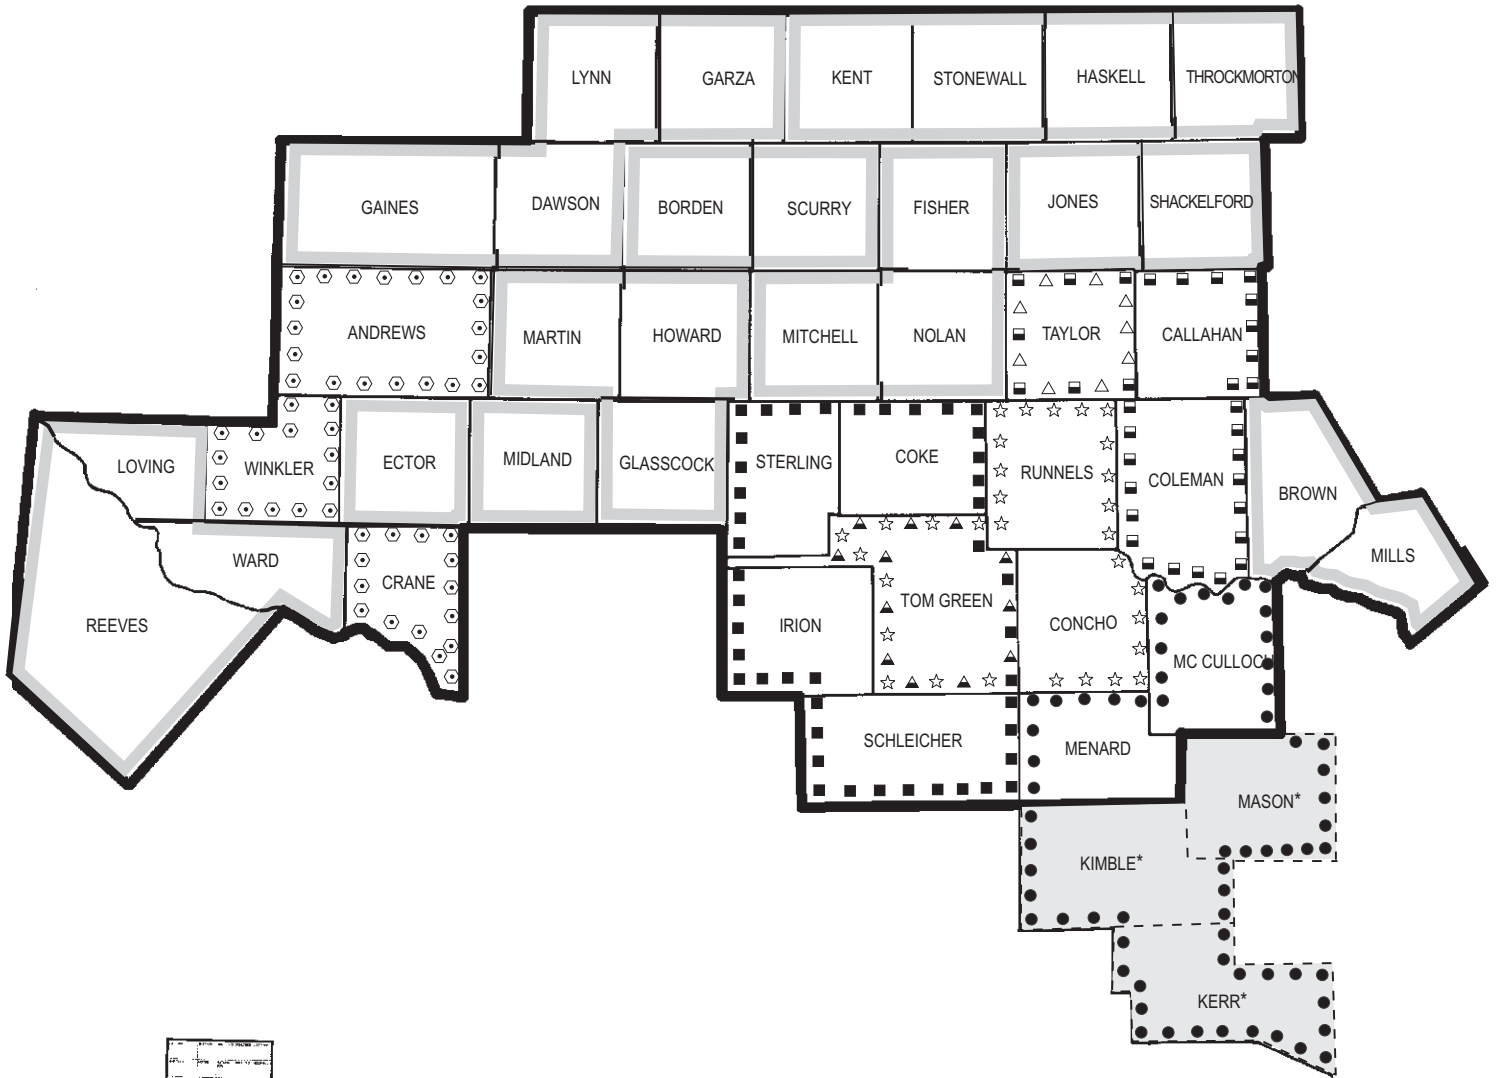 LYNN
GARZA
KENT
STONEWALL
HASKELL
THROCKMORTON
GAINES
DAWSON
BORDEN
SCURRY
FISHER
JONES
SHACKELFORD
ANDREWS
MARTIN
HOWARD
MITCHELL
NOLAN
TAYLOR
CALLAHAN
LOVING
WINKLER
ECTOR
MIDLAND
GLASSCOCK
STERLING
COKE
RUNNELS
COLEMAN
BROWN
WARD
CRANE
MILLS
REEVES
IRION
TOM GREEN
CONCHO
MC CULLOCH
SCHLEICHER
MENARD
MASON*
KIMBLE*
KERR*